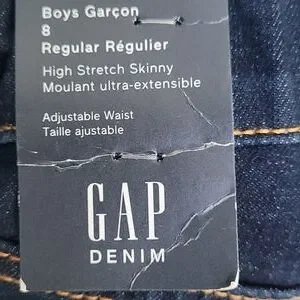 Boys Garçon
8
Regular Régulier
High Stretch Skinny
Moulant ultra-extensible
Adjustable Waist
Taille ajustable
GAP
DENIM